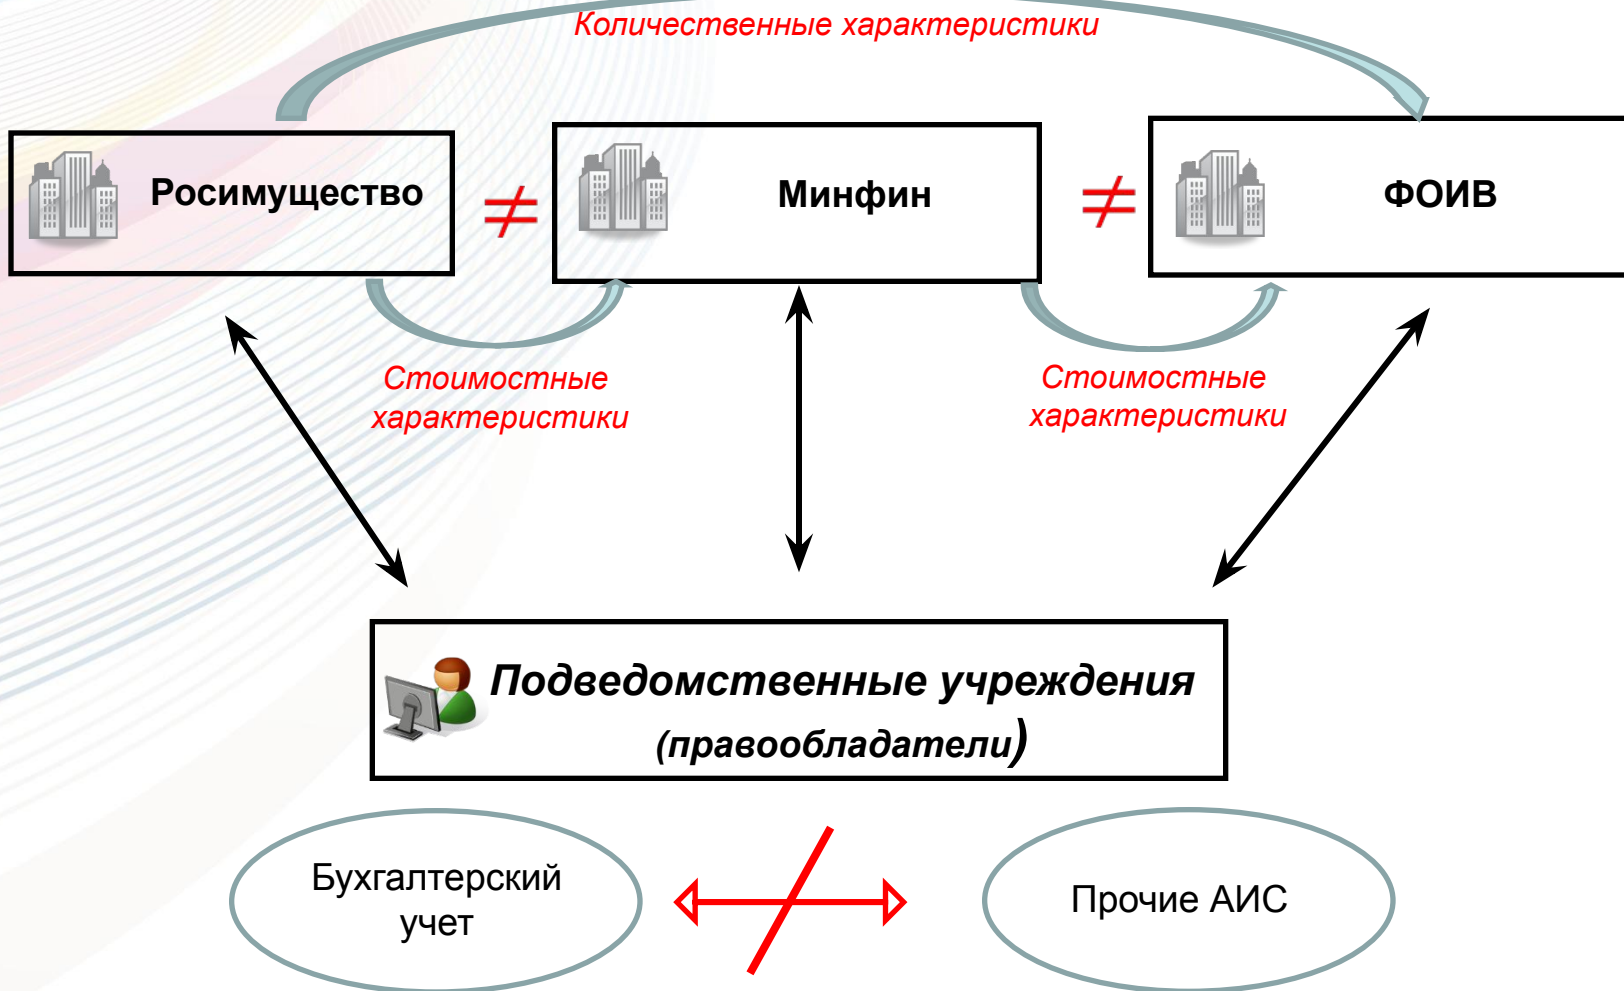 Количественные характеристики
Росимущество
≠
Минфин
≠
ФОИВ
Стоимостные
характеристики
Стоимостные
характеристики
Подведомственные учреждения
(правообладатели)
Бухгалтерский
учет
Прочие АИС